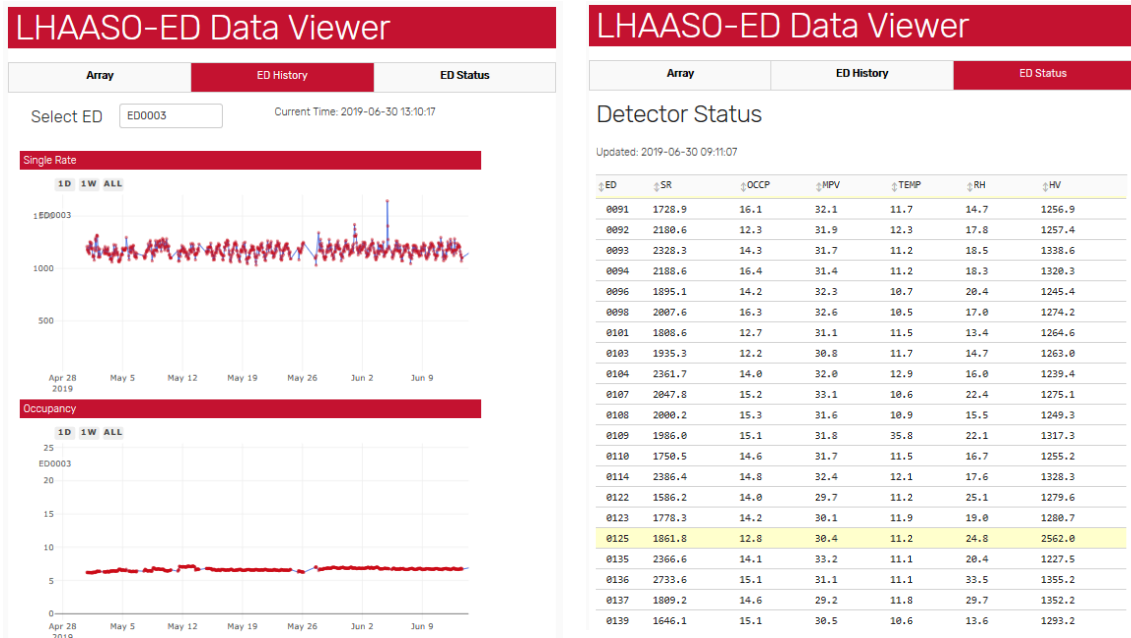 LHAASO-ED Data Viewer
Array ED History ED Status
Select ED ED0003 Current Time: 2019-06-30 13:10:17
Single Rate
1D 1W ALL
ED0003
1000
500
Apr 28 May 5 May 12 May 19 May 26 Jun 2 Jun 9
2019
Occupancy
1D 1W ALL
25
ED0003
20
15
10
5
0
Apr 28 May 5 May 12 May 19 May 26 Jun 2 Jun 9
2019
LHAASO-ED Data Viewer
Array ED History ED Status
Detector Status
Updated: 2019-06-30 09:11:07
ED SR OCCP MPV TEMP RH HV
0091 1728.9 16.1 32.1 11.7 14.7 1256.9
0092 2180.6 12.3 31.9 12.3 17.8 1257.4
0093 2328.3 14.3 31.7 11.2 18.5 1338.6
0094 2188.6 16.4 31.4 11.2 18.3 1320.3
0096 1895.1 14.2 32.3 10.7 20.4 1245.4
0098 2007.6 16.3 32.6 10.5 17.0 1274.2
0101 1808.6 12.7 31.1 11.5 13.4 1264.6
0103 1935.3 12.2 30.8 11.7 14.7 1263.0
0104 2361.7 14.0 32.0 12.9 16.0 1239.4
0107 2047.8 15.2 33.1 10.6 22.4 1275.1
0108 2000.2 15.3 31.6 10.9 15.5 1249.3
0109 1986.0 15.1 31.8 35.8 22.1 1317.3
0110 1750.5 14.6 31.7 11.5 16.7 1255.2
0114 2386.4 14.8 32.4 12.1 17.6 1328.3
0122 1586.2 14.0 29.7 11.2 25.1 1279.6
0123 1778.3 14.2 30.1 11.9 19.0 1280.7
0125 1861.8 12.8 30.4 11.2 24.8 2562.0
0135 2366.6 14.1 33.2 11.1 20.4 1227.5
0136 2733.6 15.1 31.1 11.1 33.5 1355.2
0137 1809.2 14.6 29.2 11.8 29.7 1352.2
0139 1646.1 15.1 30.5 10.6 13.6 1293.2